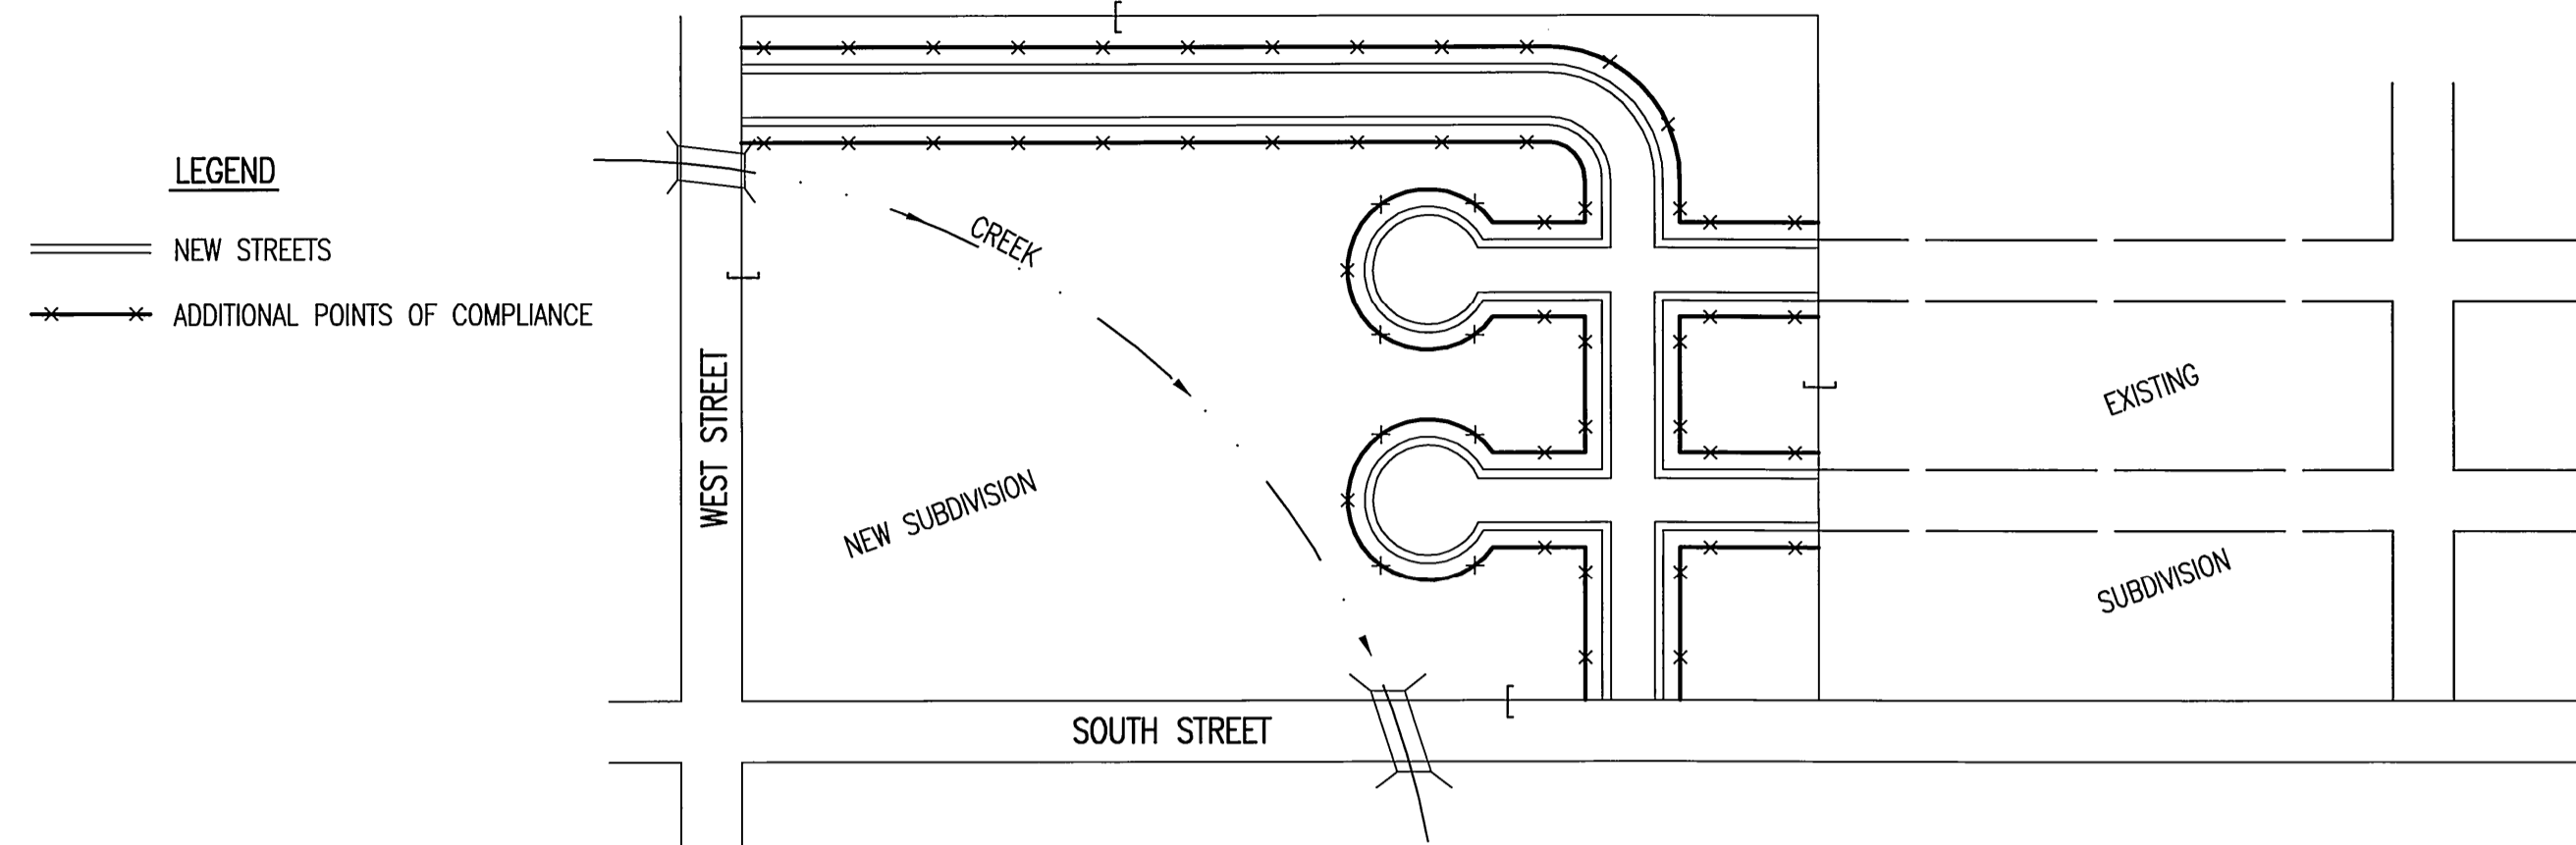 LEGEND
NEW STREETS
ADDITIONAL POINTS OF COMPLIANCE
CREEK
WEST STREET
NEW SUBDIVISION
EXISTING
SUBDIVISION
SOUTH STREET